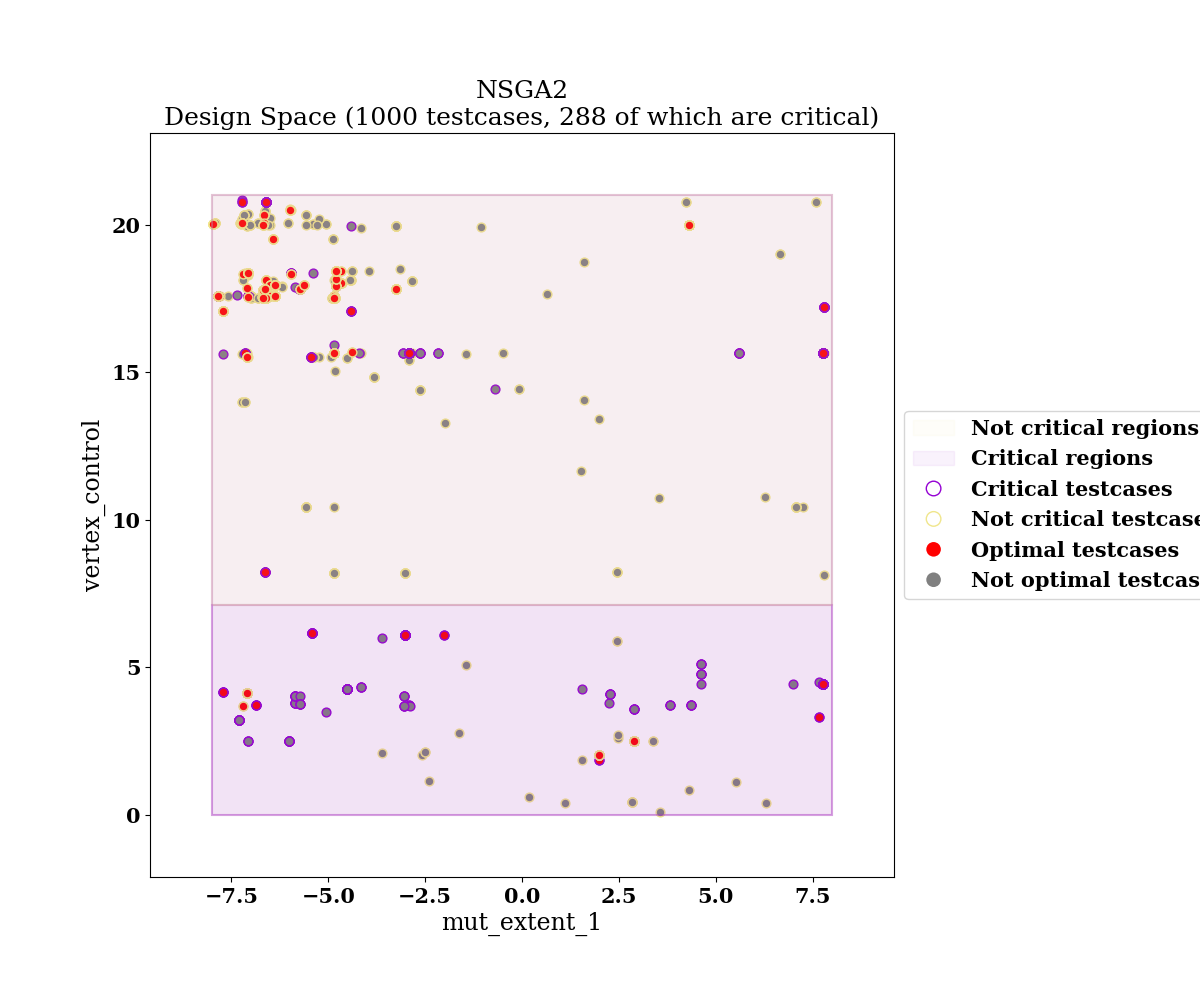 NSGA2
Design Space (1000 testcases, 288 of which are critical)
20
15
10
5
0
vertex_control
−7.5
−5.0
−2.5
0.0
2.5
5.0
7.5
mut_extent_1
Not critical regions
Critical regions
Critical testcases
Not critical testcase
Optimal testcases
Not optimal testcas